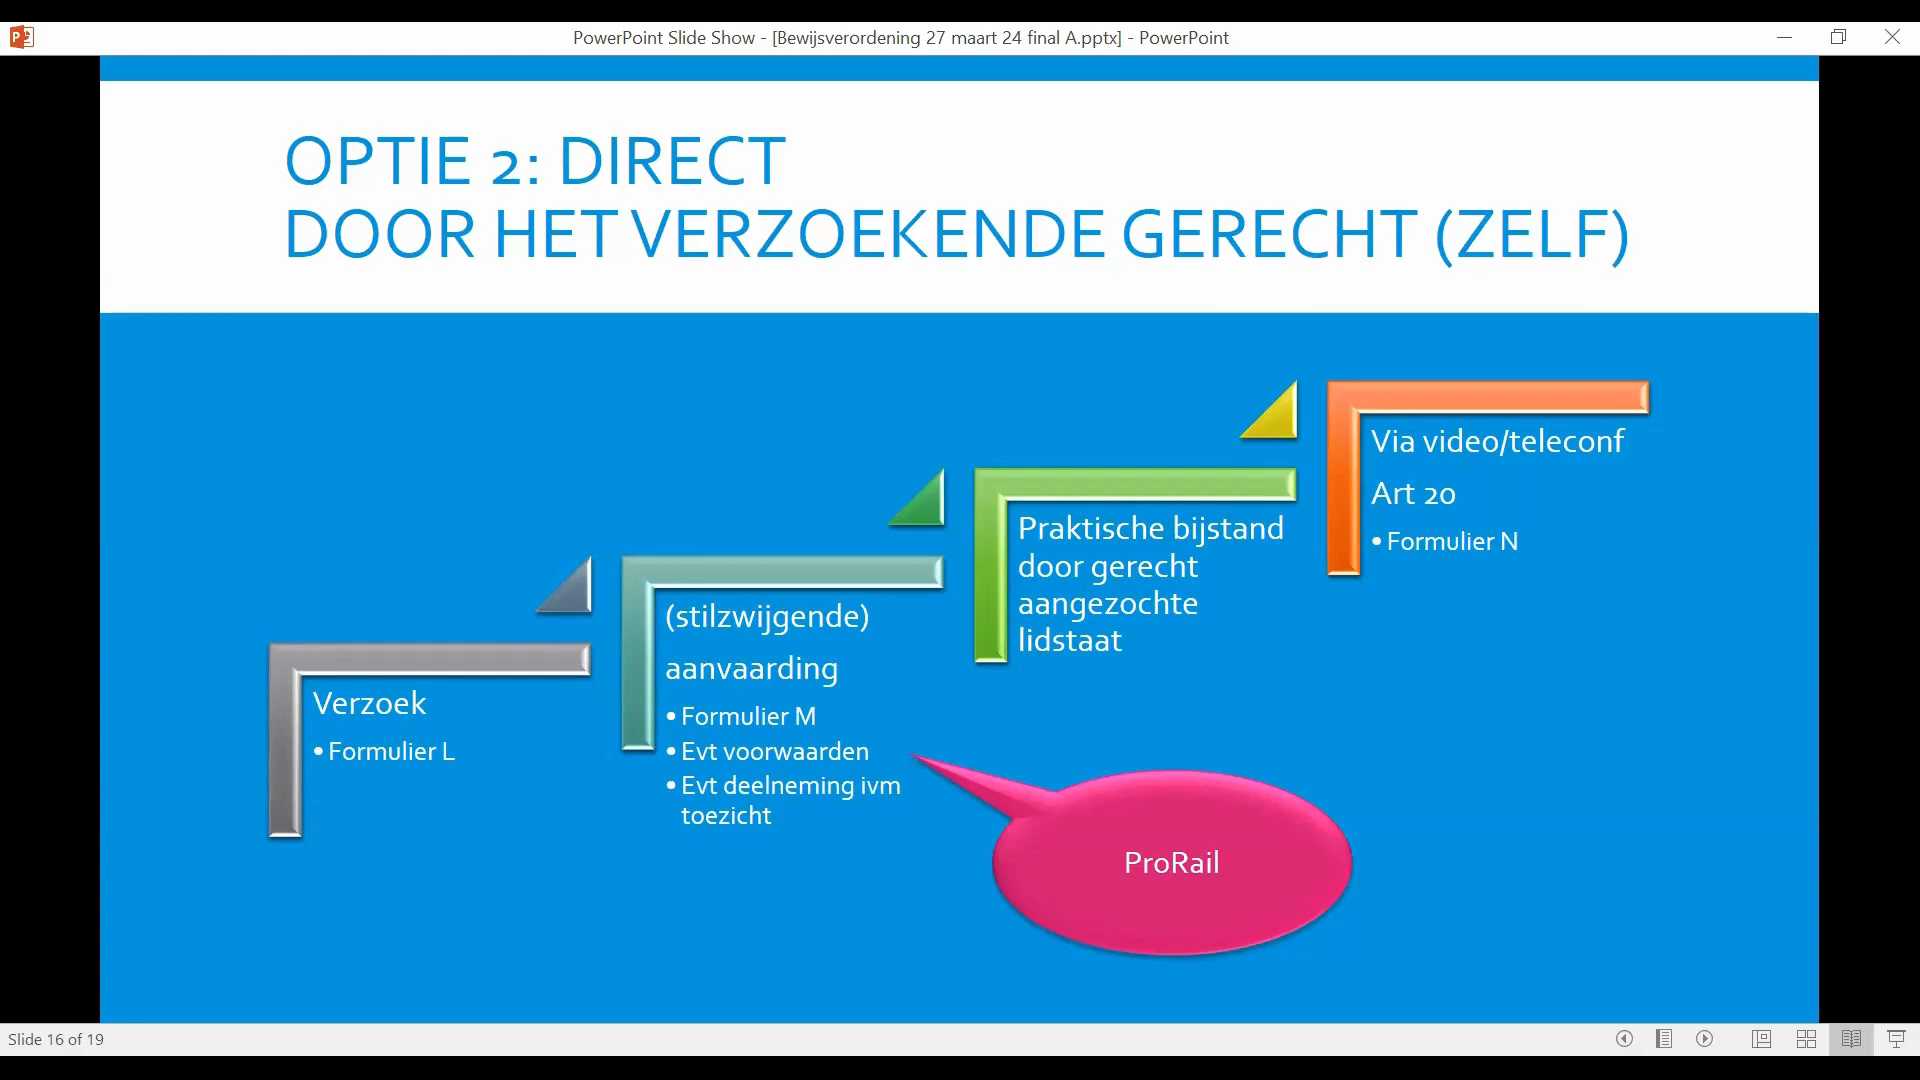 PowerPoint Slide Show - [Bewijsverordening 27 maart 24 final A.pptx] - PowerPoint
OPTIE 2: DIRECT
DOOR HET VERZOEKENDE GERECHT (ZELF)
Verzoek
• Formulier L
(stilzwijgende)
aanvaarding
• Formulier M
• Evt voorwaarden
• Evt deelneming ivm
toezicht
Praktische bijstand
door gerecht
aangezochte
lidstaat
Via video/teleconf
Art 20
• Formulier N
ProRail
Slide 16 of 19